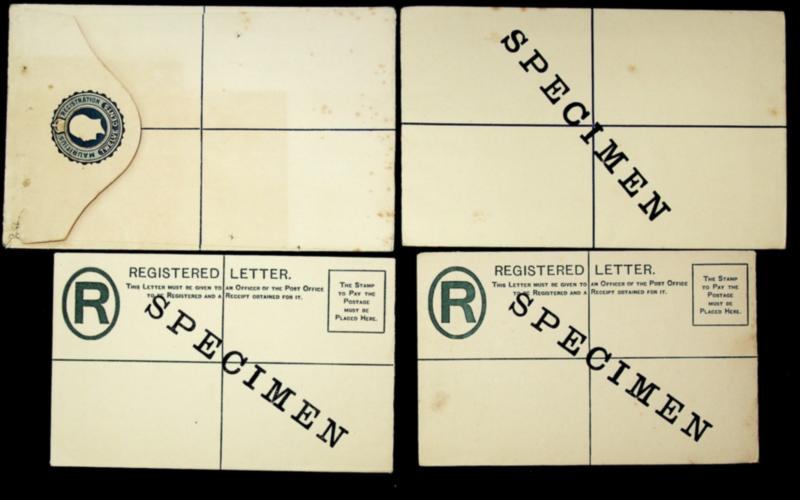 REGISTRATION
MAURITIUS
SPECIMEN
R
REGISTERED LETTER.
THIS LETTER MUST BE GIVEN TO AN OFFICER OF THE POST OFFICE
TO BE REGISTERED AND A RECEIPT OBTAINED FOR IT.
THE STAMP
TO PAY THE
POSTAGE
MUST BE
PLACED HERE.
SPECIMEN
R
REGISTERED LETTER.
THIS LETTER MUST BE GIVEN TO AN OFFICER OF THE POST OFFICE
TO BE REGISTERED AND A RECEIPT OBTAINED FOR IT.
THE STAMP
TO PAY THE
POSTAGE
MUST BE
PLACED HERE.
SPECIMEN